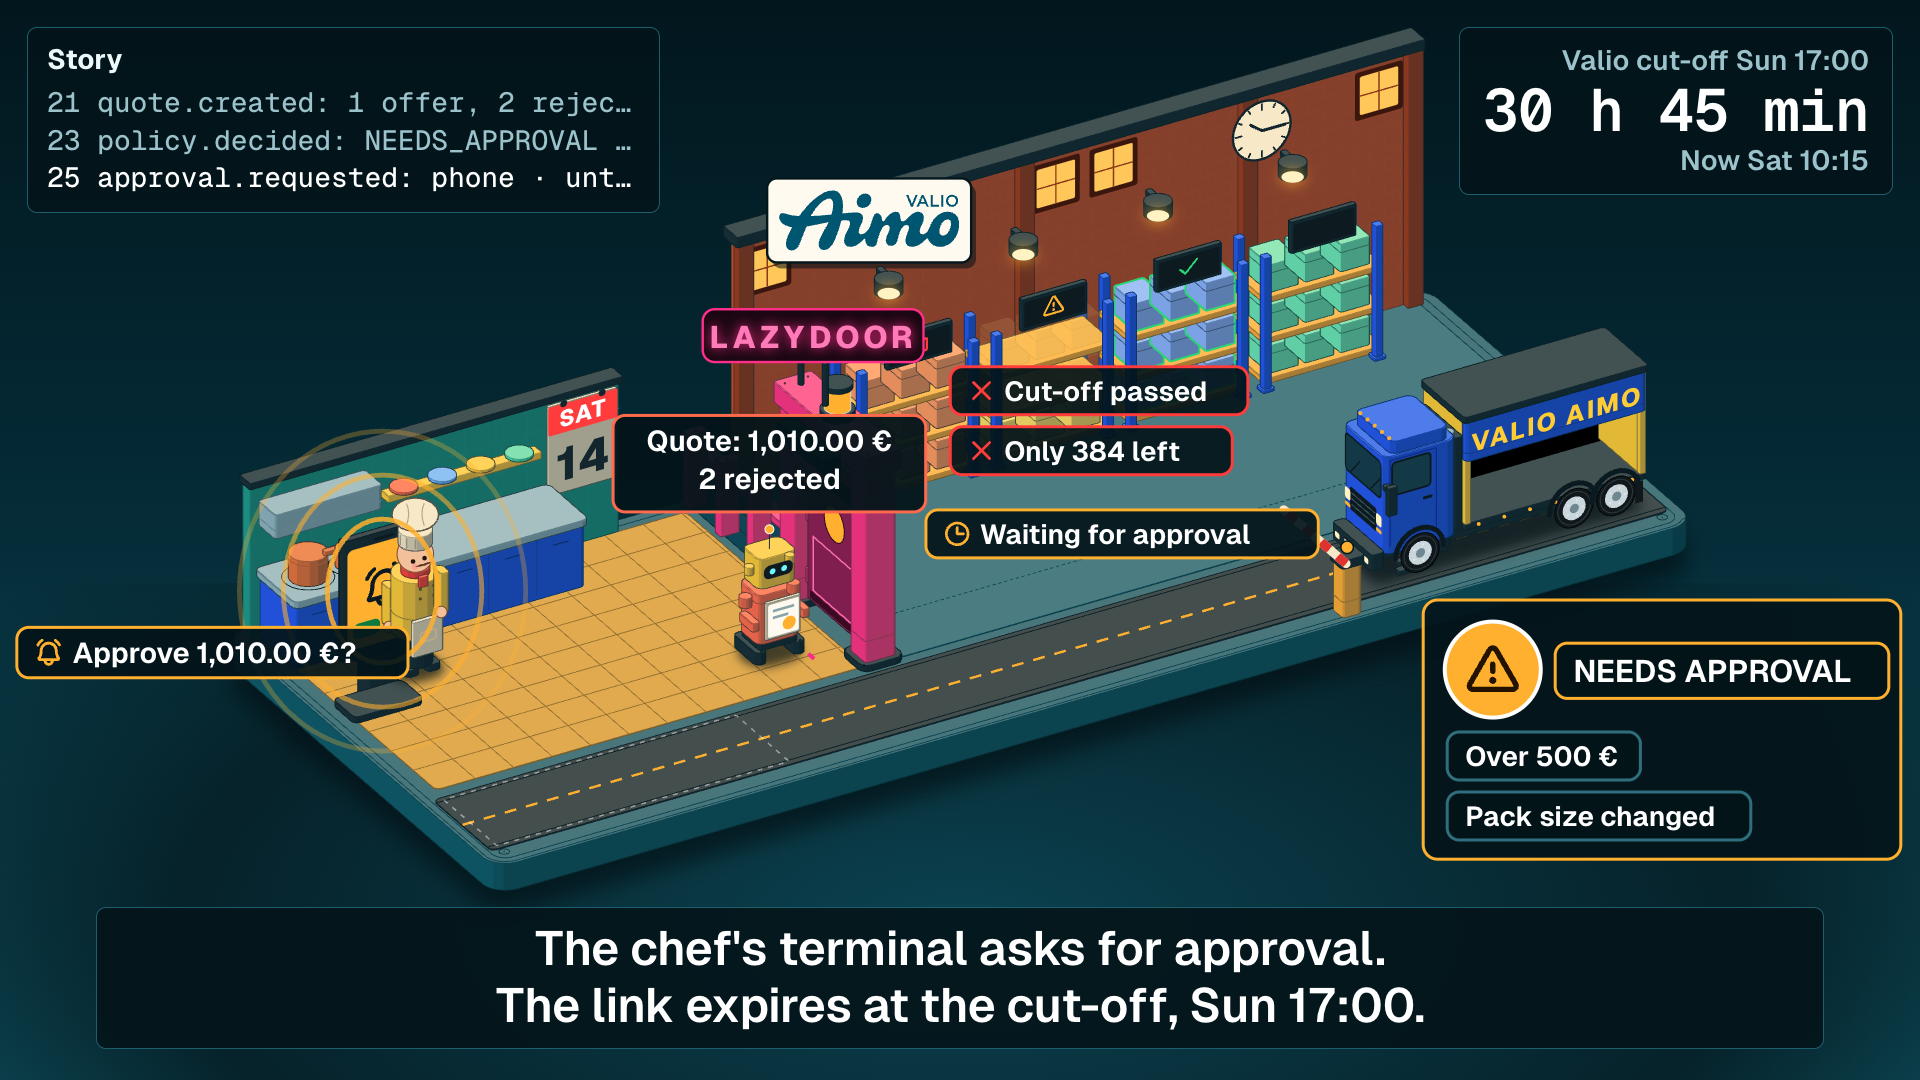 Story
21 quote.created: 1 offer, 2 rejec…
23 policy.decided: NEEDS_APPROVAL …
25 approval.requested: phone · unt…
Valio cut-off Sun 17:00
30 h 45 min
Now Sat 10:15
VALIO
Aimo
LAZYDOOR
SAT
14
Quote: 1,010.00 €
2 rejected
Cut-off passed
Only 384 left
Waiting for approval
VALIO AIMO
Approve 1,010.00 €?
NEEDS APPROVAL
Over 500 €
Pack size changed
The chef's terminal asks for approval.
The link expires at the cut-off, Sun 17:00.